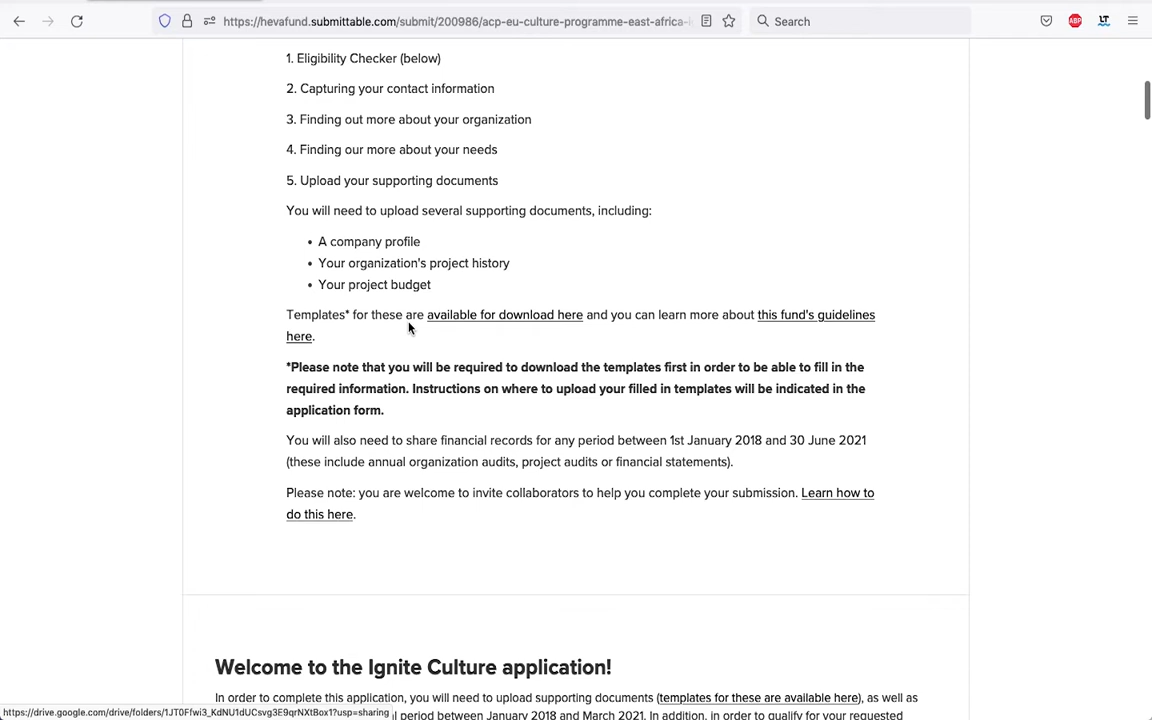 https://hevafund.submittable.com/submit/200986/acp-eu-culture-programme-east-africa-
Search
ABP
LT
1. Eligibility Checker (below)
2. Capturing your contact information
3. Finding out more about your organization
4. Finding our more about your needs
5. Upload your supporting documents
You will need to upload several supporting documents, including:
• A company profile
• Your organization's project history
• Your project budget
Templates* for these are available for download here and you can learn more about this fund's guidelines
here.
*Please note that you will be required to download the templates first in order to be able to fill in the
required information. Instructions on where to upload your filled in templates will be indicated in the
application form.
You will also need to share financial records for any period between 1st January 2018 and 30 June 2021
(these include annual organization audits, project audits or financial statements).
Please note: you are welcome to invite collaborators to help you complete your submission. Learn how to
do this here.
Welcome to the Ignite Culture application!
In order to complete this application, you will need to upload supporting documents (templates for these are available here), as well as
https://drive.google.com/drive/folders/1JT0Ffwi3_KdNU1dUCsvg3E9qrNXtBox1?usp=sharing l period between January 2018 and March 2021. In addition, in order to qualify for your requested